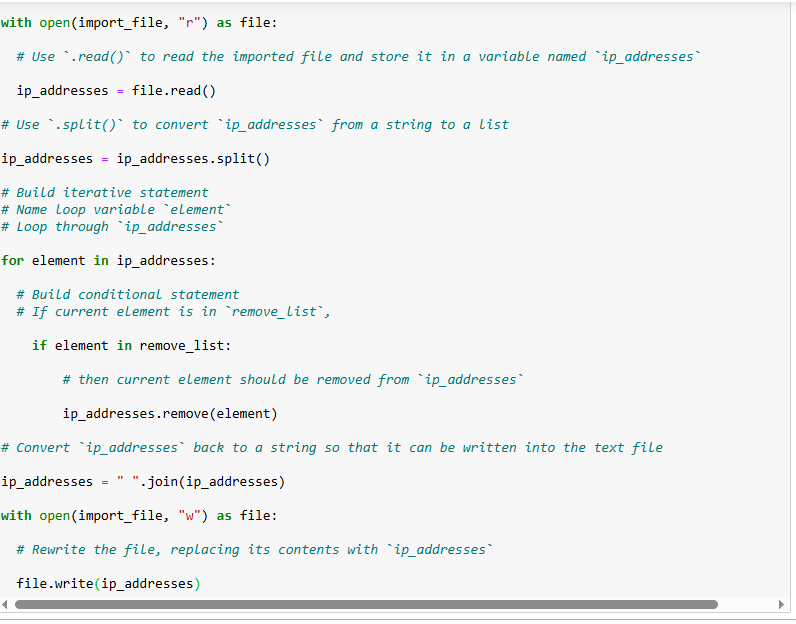 with open(import_file, "r") as file:
# Use `.read()` to read the imported file and store it in a variable named `ip_addresses`
ip_addresses = file.read()
# Use `.split()` to convert `ip_addresses` from a string to a list
ip_addresses = ip_addresses.split()
# Build iterative statement
# Name loop variable `element`
# Loop through `ip_addresses`
for element in ip_addresses:
# Build conditional statement
# If current element is in `remove_list`,
if element in remove_list:
# then current element should be removed from `ip_addresses`
ip_addresses.remove(element)
# Convert `ip_addresses` back to a string so that it can be written into the text file
ip_addresses = " ".join(ip_addresses)
with open(import_file, "w") as file:
# Rewrite the file, replacing its contents with `ip_addresses`
file.write(ip_addresses)